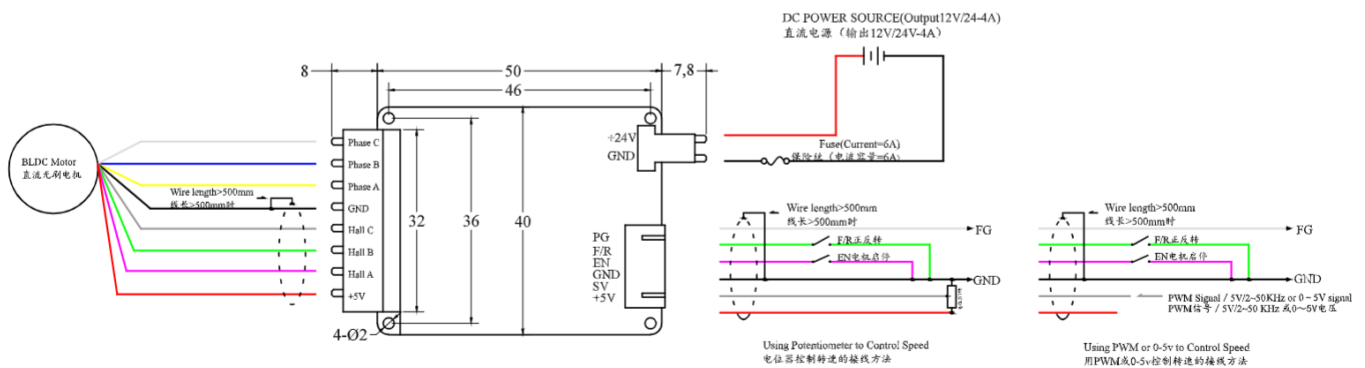 DC POWER SOURCE(Output12V/24-4A)
直流电源（输出12V/24V-4A）
8
50
7,8
46
+24V
GND
Fuse(Current=6A)
保险丝（电流容量=6A）
BLDC Motor
直流无刷电机
Phase C
Phase B
Phase A
GND
Hall C
Hall B
Hall A
+5V
Wire length>500mm
线长>500mm时
32
36
40
4-Ø2
PG
F/R
EN
GND
SV
+5V
Wire length>500mm
线长>500mm时
FG
F/R正反转
EN电机启停
GND
Using Potentiometer to Control Speed
电位器控制转速的接线方法
Wire length>500mm
线长>500mm时
FG
F/R正反转
EN电机启停
GND
PWM Signal / 5V/2~50KHz or 0~5V signal
PWM信号 / 5V/2~50 KHz 或0~5V电压
Using PWM or 0-5v to Control Speed
用PWM或0-5v控制转速的接线方法